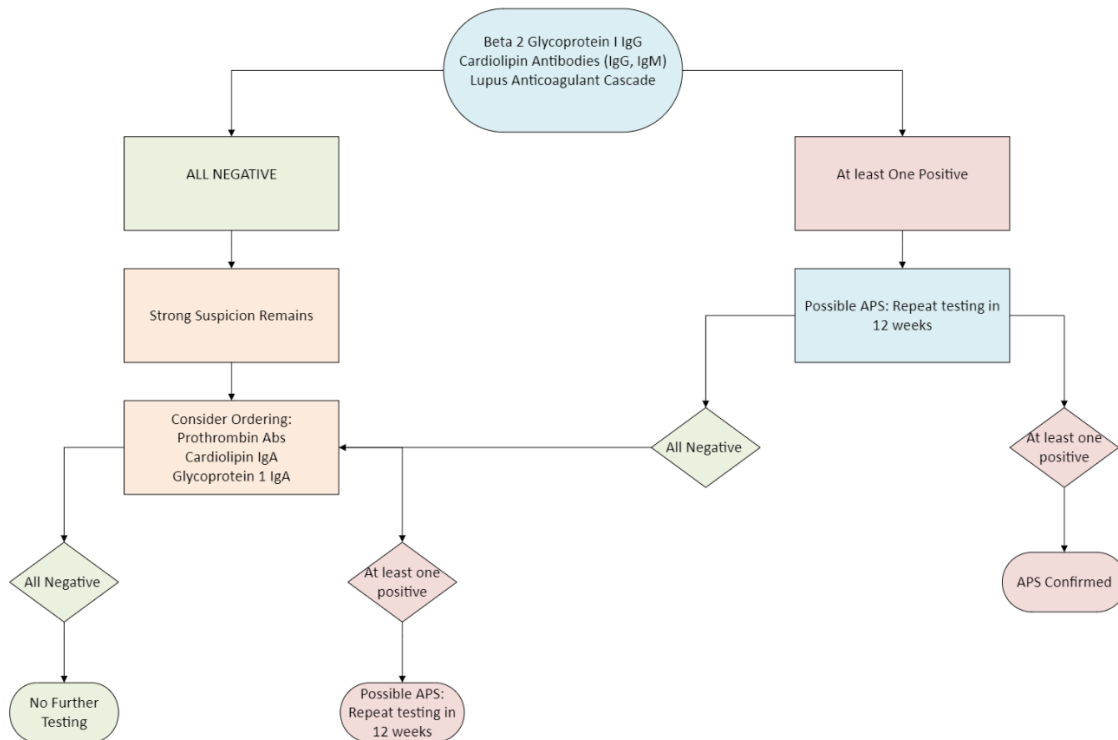 Beta 2 Glycoprotein I IgG
Cardiolipin Antibodies (IgG, IgM)
Lupus Anticoagulant Cascade
ALL NEGATIVE
At least One Positive
Strong Suspicion Remains
Possible APS: Repeat testing in
12 weeks
Consider Ordering:
Prothrombin Abs
Cardiolipin IgA
Glycoprotein 1 IgA
All Negative
At least one
positive
All Negative
At least one
positive
APS Confirmed
No Further
Testing
Possible APS:
Repeat testing in
12 weeks